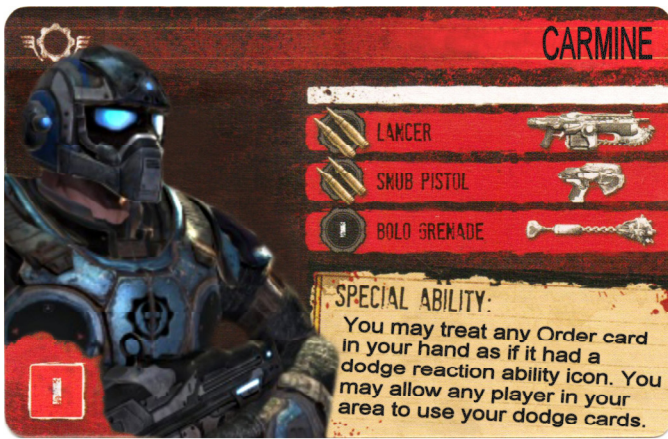 CARMINE
LANCER
SNUB PISTOL
1
BOLO GRENADE
SPECIAL ABILITY:
You may treat any Order card
in your hand as if it had a
dodge reaction ability icon. You
may allow any player in your
area to use your dodge cards.
1